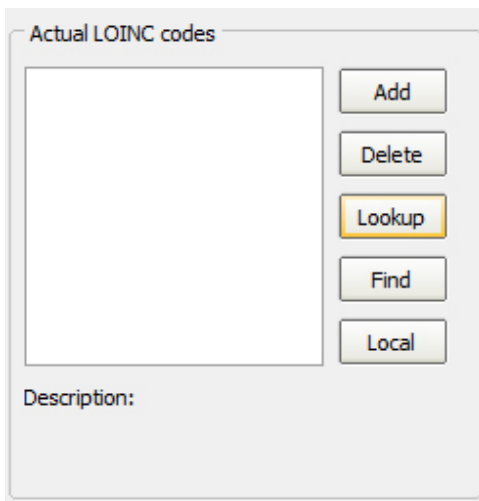 Actual LOINC codes
Add
Delete
Lookup
Find
Local
Description: